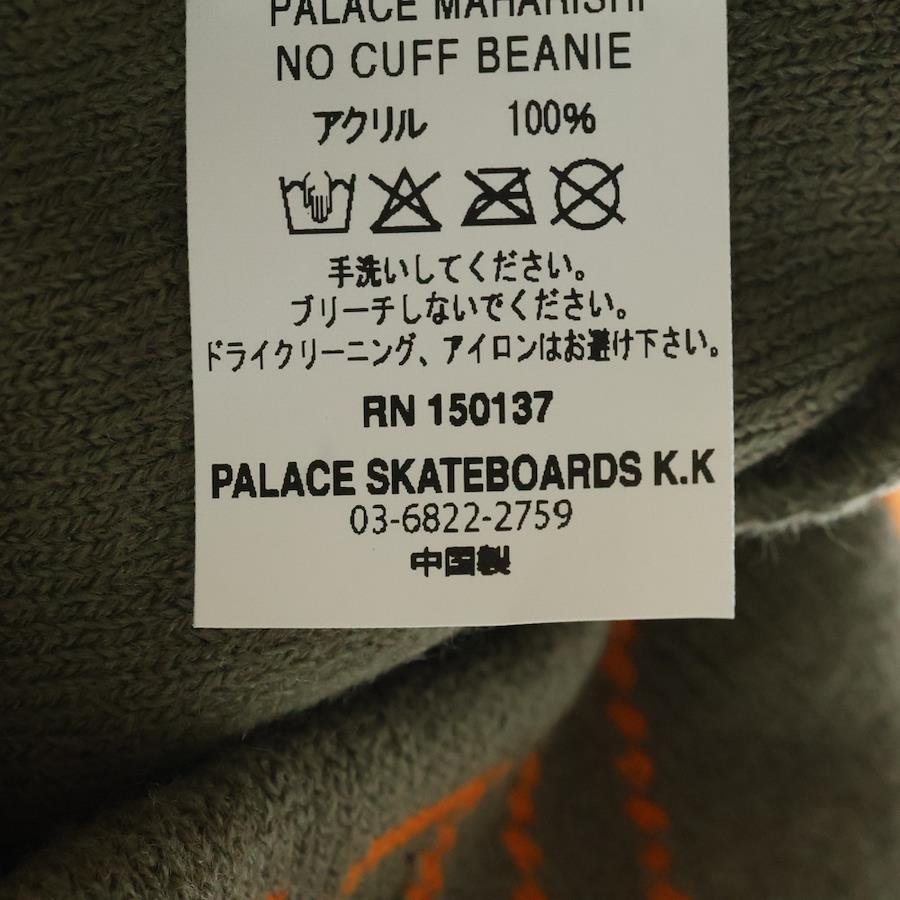 PALACE MAHARISHI
NO CUFF BEANIE
アクリル 100%
手洗いしてください。
ブリーチしないでください。
ドライクリーニング、アイロンはお避け下さい。
RN 150137
PALACE SKATEBOARDS K.K
03-6822-2759
中国製